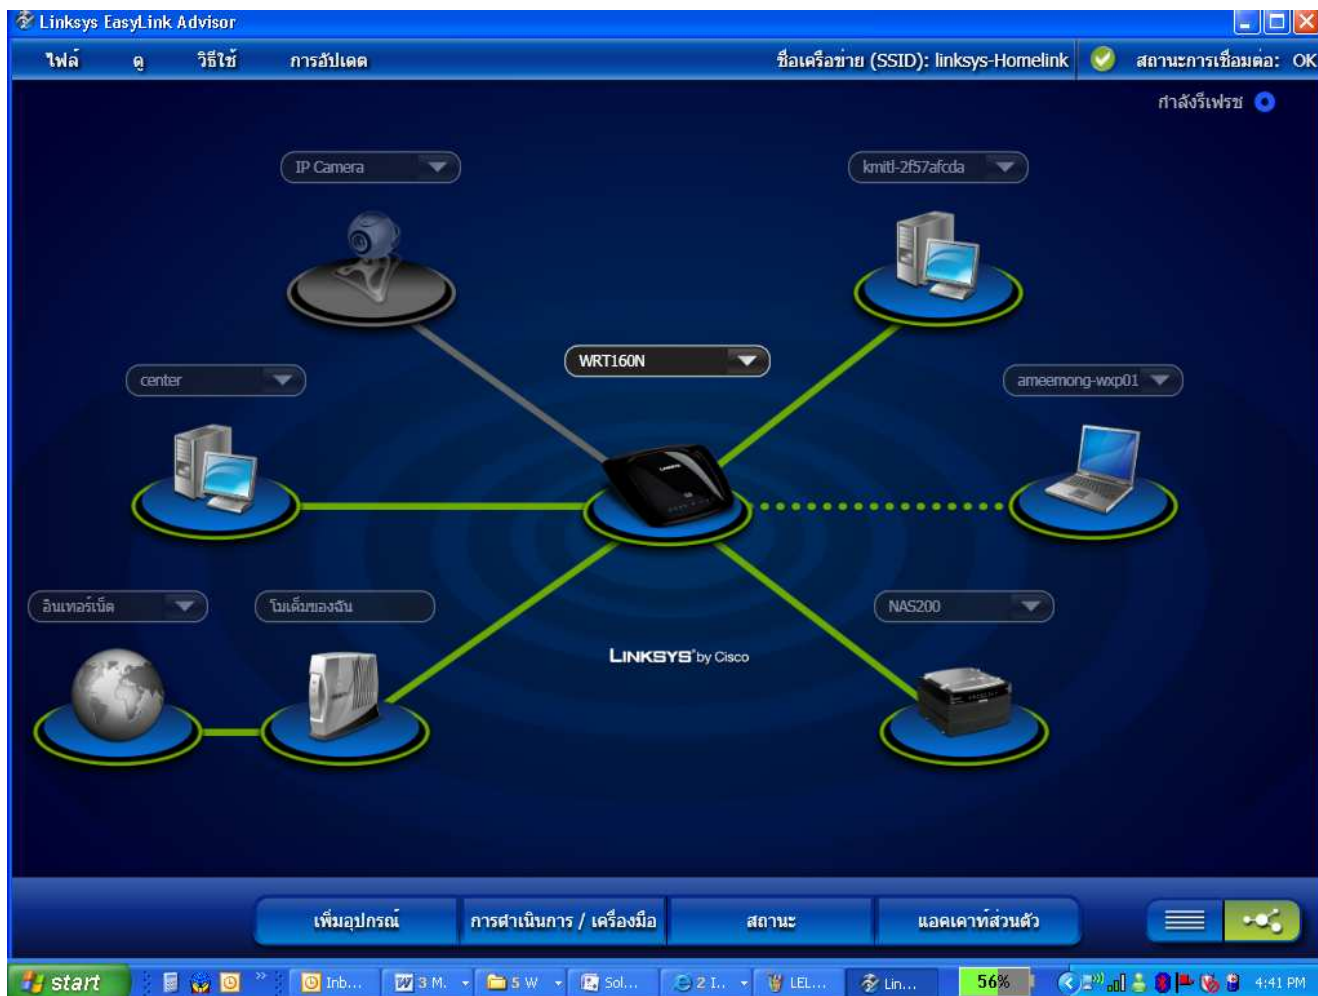 Linksys EasyLink Advisor
ไฟล์ ดู วิธีใช้ การอัปเดต ชื่อเครือข่าย (SSID): linksys-Homelink สถานะการเชื่อมต่อ: OK
กำลังรีเฟรช
IP Camera kmitl-2f57afcda
WRT160N
center ameemong-wxp01
อินเทอร์เน็ต โมเด็มของฉัน NAS200
LINKSYS® by Cisco
เพิ่มอุปกรณ์ การดำเนินการ / เครื่องมือ สถานะ แอคเคาท์ส่วนตัว
start » Inb... 3 M. 5 W Sol... 2 I.. LEL... Lin... 56% 4:41 PM